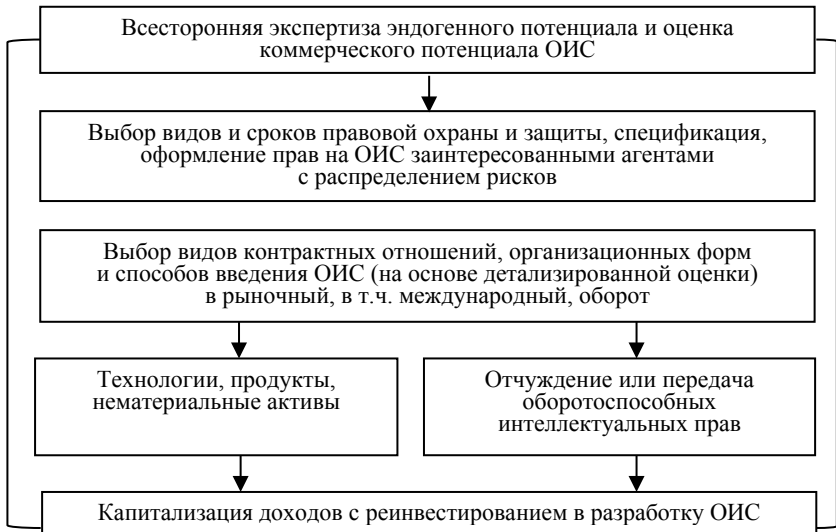 Всесторонняя экспертиза эндогенного потенциала и оценка
коммерческого потенциала ОИС
Выбор видов и сроков правовой охраны и защиты, спецификация,
оформление прав на ОИС заинтересованными агентами
с распределением рисков
Выбор видов контрактных отношений, организационных форм
и способов введения ОИС (на основе детализированной оценки)
в рыночный, в т.ч. международный, оборот
Технологии, продукты,
нематериальные активы
Отчуждение или передача
оборотоспособных
интеллектуальных прав
Капитализация доходов с реинвестированием в разработку ОИС